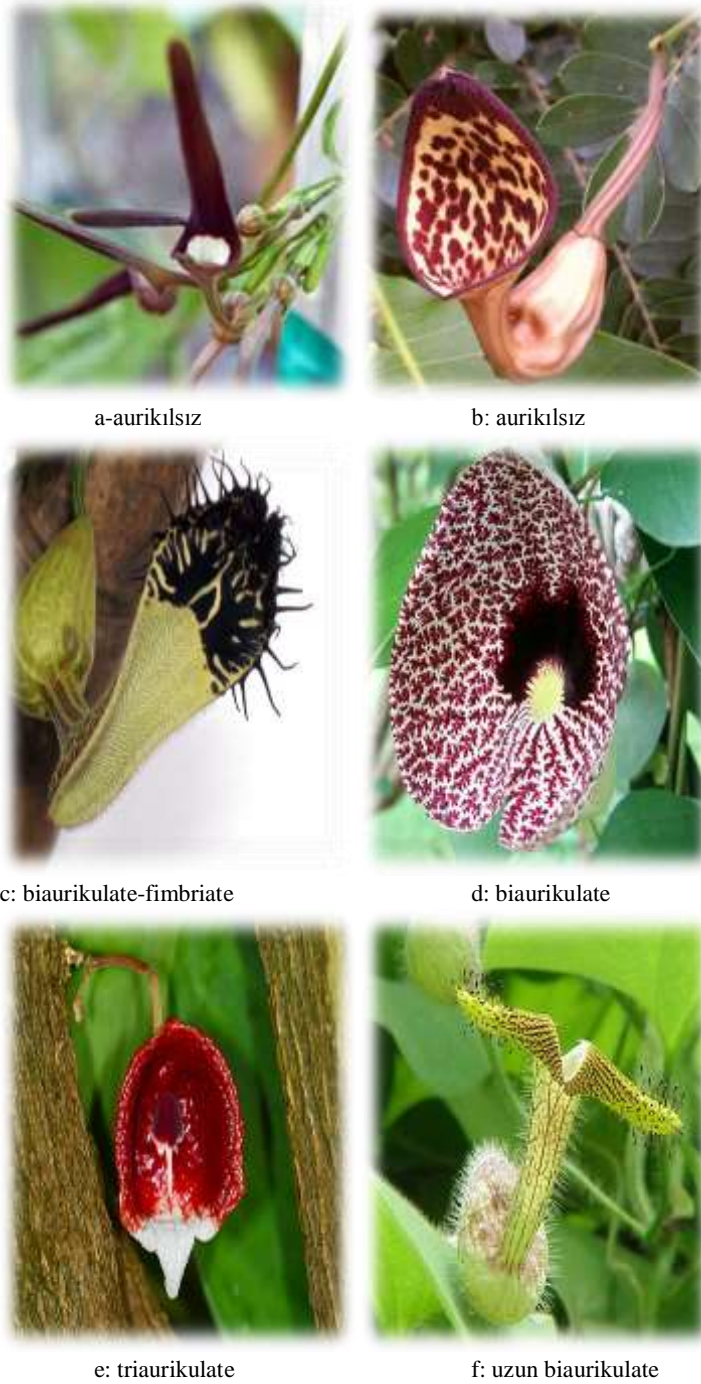 a-aurikılsız
b: aurikılsız
c: biaurikulate-fimbriate
d: biaurikulate
e: triaurikulate
f: uzun biaurikulate